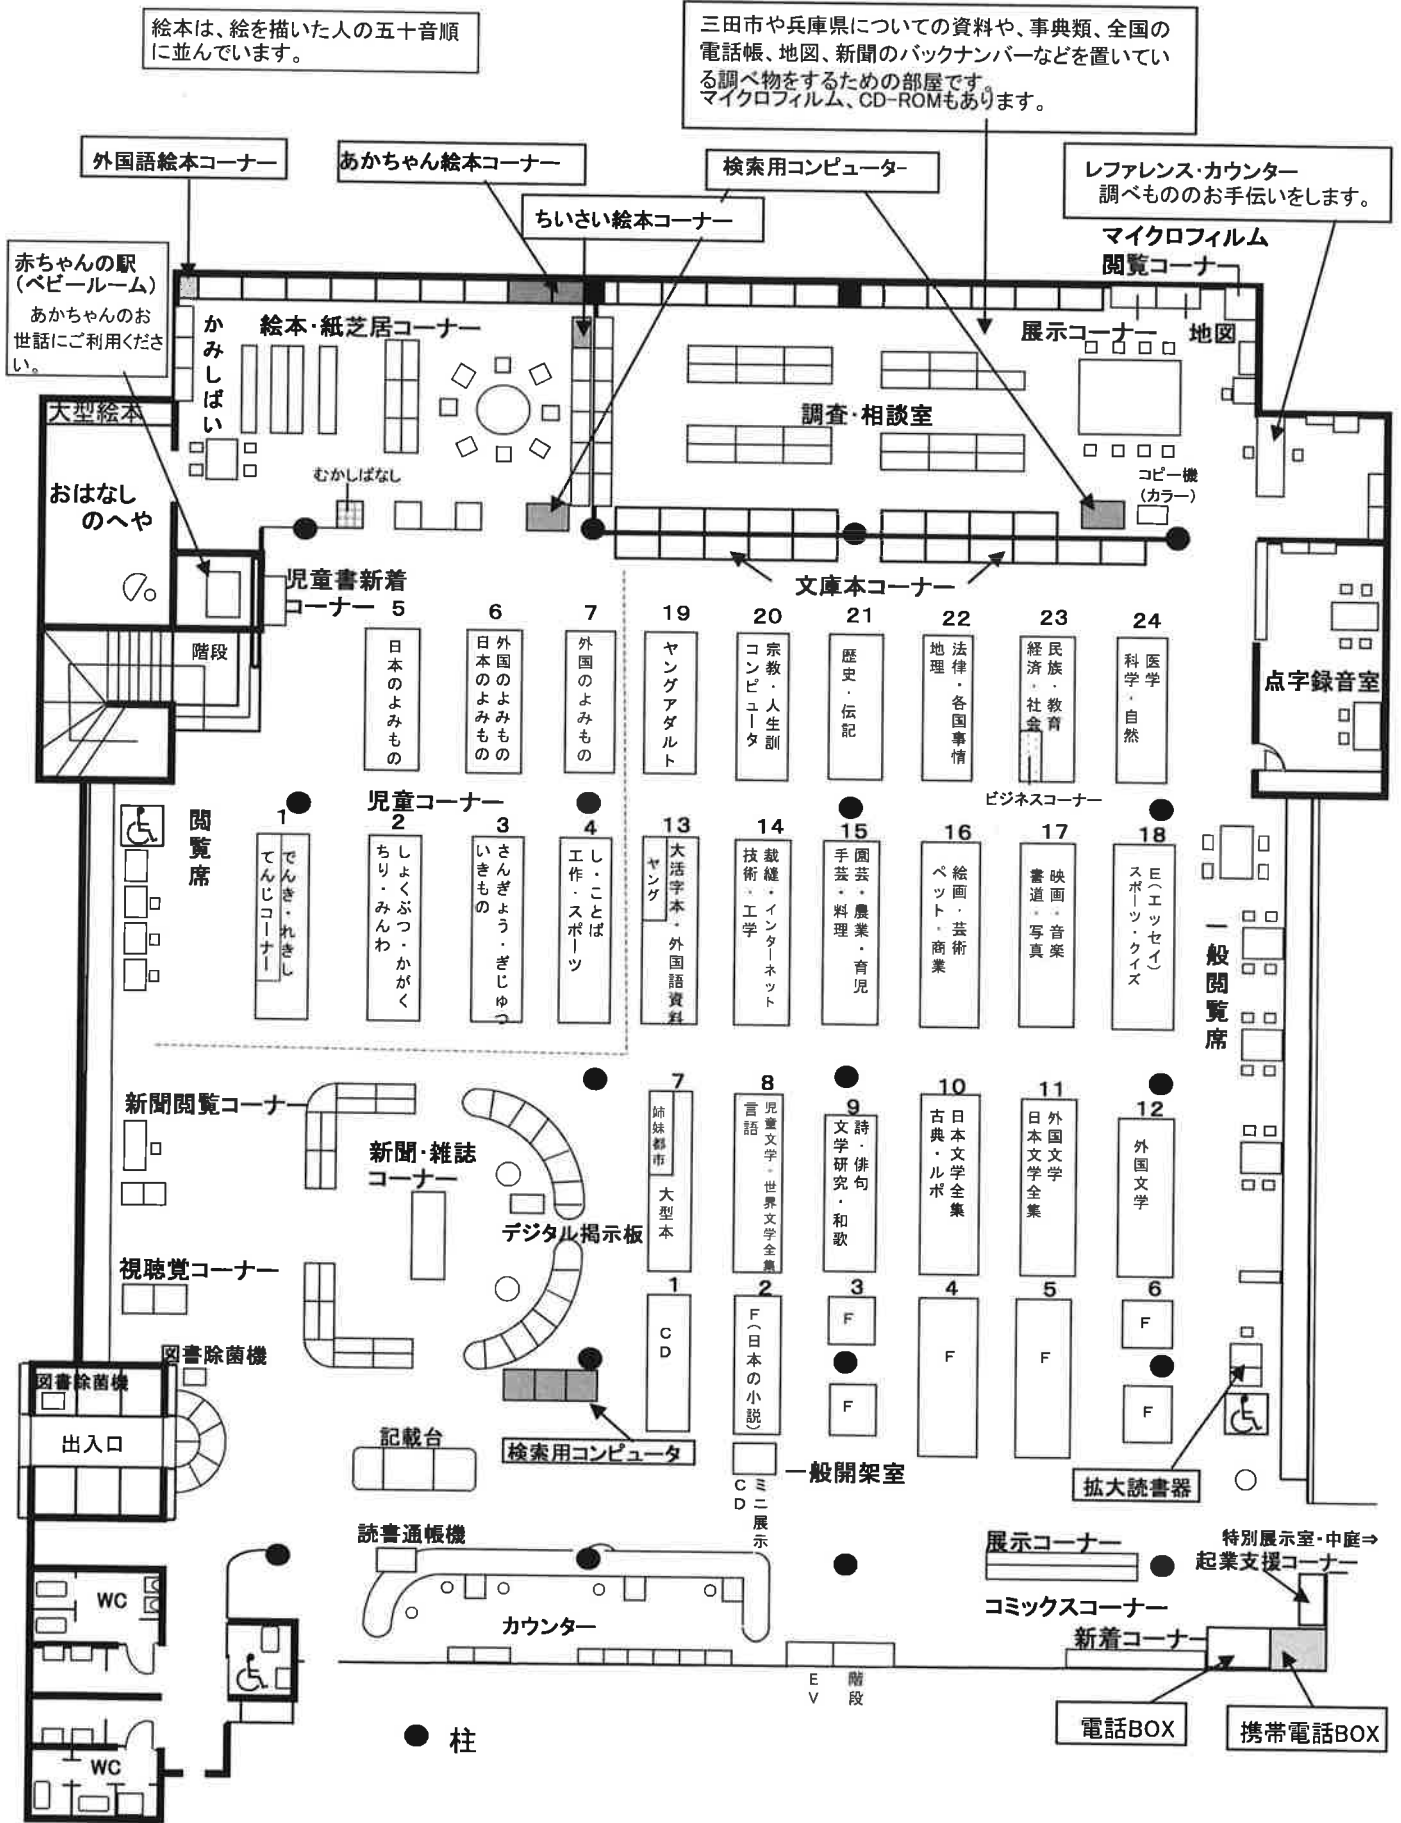 絵本は、絵を描いた人の五十音順
に並んでいます。
三田市や兵庫県についての資料や、事典類、全国の
電話帳、地図、新聞のバックナンバーなどを置いてい
る調べ物をするための部屋です。
マイクロフィルム、CD-ROMもあります。
外国語絵本コーナー
あかちゃん絵本コーナー
検索用コンピューター
レファレンス・カウンター
調べもののお手伝いをします。
ちいさい絵本コーナー
マイクロフィルム
閲覧コーナー
赤ちゃんの駅
(ベビールーム)
あかちゃんのお
世話にご利用くださ
い。
かみしばい
絵本・紙芝居コーナー
展示コーナー
地図
大型絵本
調査・相談室
おはなし
のへや
むかしばなし
コピー機
(カラー)
児童書新着
コーナー
文庫本コーナー
階段
5
日本のよみもの
6
外国のよみもの
日本のよみもの
7
外国のよみもの
19
ヤングアダルト
20
宗教・人生訓
コンピュータ
21
歴史・伝記
22
法律・各国事情
地理
23
民族・教育
経済・社会
24
医学
科学・自然
点字録音室
ビジネスコーナー
児童コーナー
閲覧席
1
でんき・れきし
てんじコーナー
2
しょくぶつ・かがく
ちり・みんわ
3
さんぎょう・ぎじゅつ
いきもの
4
し・ことば
工作・スポーツ
13
大活字本・外国語資料
ヤング
14
裁縫・インターネット
技術・工学
15
園芸・農業・育児
手芸・料理
16
絵画・芸術
ペット・商業
17
映画・音楽
書道・写真
18
E(エッセイ)
スポーツ・クイズ
一般閲覧席
新聞閲覧コーナー
新聞・雑誌
コーナー
デジタル掲示板
7
姉妹都市
大型本
8
児童文学・世界文学全集
言語
9
詩・俳句
文学研究・和歌
10
日本文学全集
古典・ルポ
11
外国文学
日本文学全集
12
外国文学
視聴覚コーナー
1
CD
2
F(日本の小説)
3
F
F
4
F
5
F
6
F
F
図書除菌機
図書除菌機
出入口
記載台
検索用コンピュータ
ミニ展示
CD
一般開架室
拡大読書器
読書通帳機
展示コーナー
特別展示室・中庭⇒
起業支援コーナー
カウンター
コミックスコーナー
新着コーナー
WC
WC
EV
階段
電話BOX
携帯電話BOX
柱